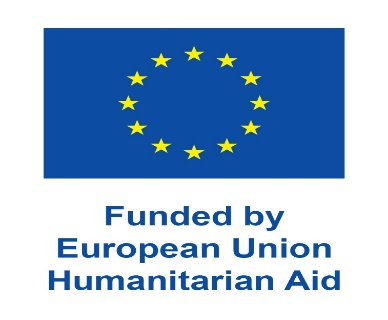 Funded by
European Union
Humanitarian Aid